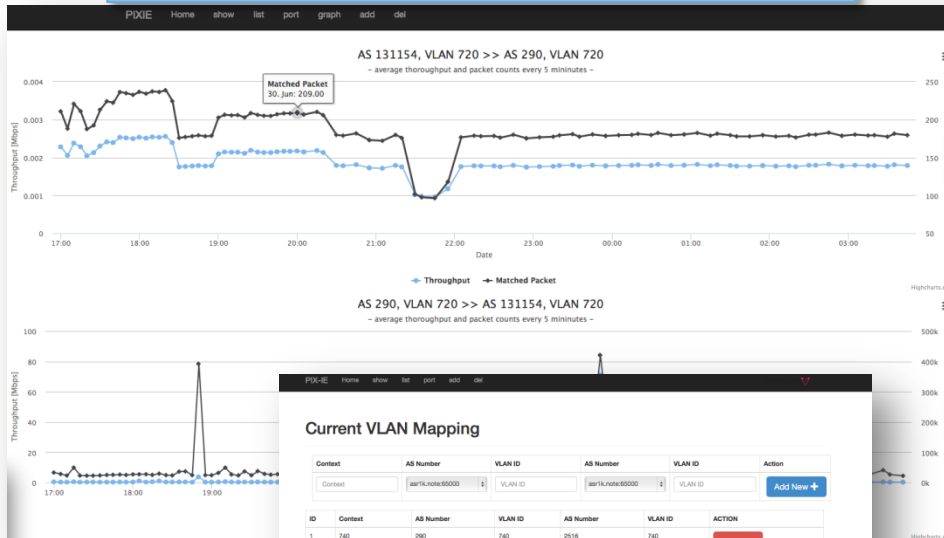 PIXIE Home show list port graph add del
AS 131154, VLAN 720 >> AS 290, VLAN 720
– average thoroughput and packet counts every 5 mininutes –
Matched Packet
30. Jun: 209.00
Throughput [Mbps]
0.004
0.003
0.002
0.001
0
250
200
150
100
50
17:00 18:00 19:00 20:00 21:00 22:00 23:00 00:00 01:00 02:00 03:00
Date
Throughput Matched Packet
Highcharts.c
AS 290, VLAN 720 >> AS 131154, VLAN 720
– average thoroughput and packet counts every 5 mininutes –
Throughput [Mbps]
100
80
60
40
20
0
500k
400k
300k
200k
100k
0k
17:00 18:00 19:00
PIX-IE Home show list port add del
Current VLAN Mapping
Context AS Number VLAN ID AS Number VLAN ID Action
Context asr1k.note:65000 VLAN ID asr1k.note:65000 VLAN ID Add New
ID Context AS Number VLAN ID AS Number VLAN ID ACTION
1 740 290 740 2516 740